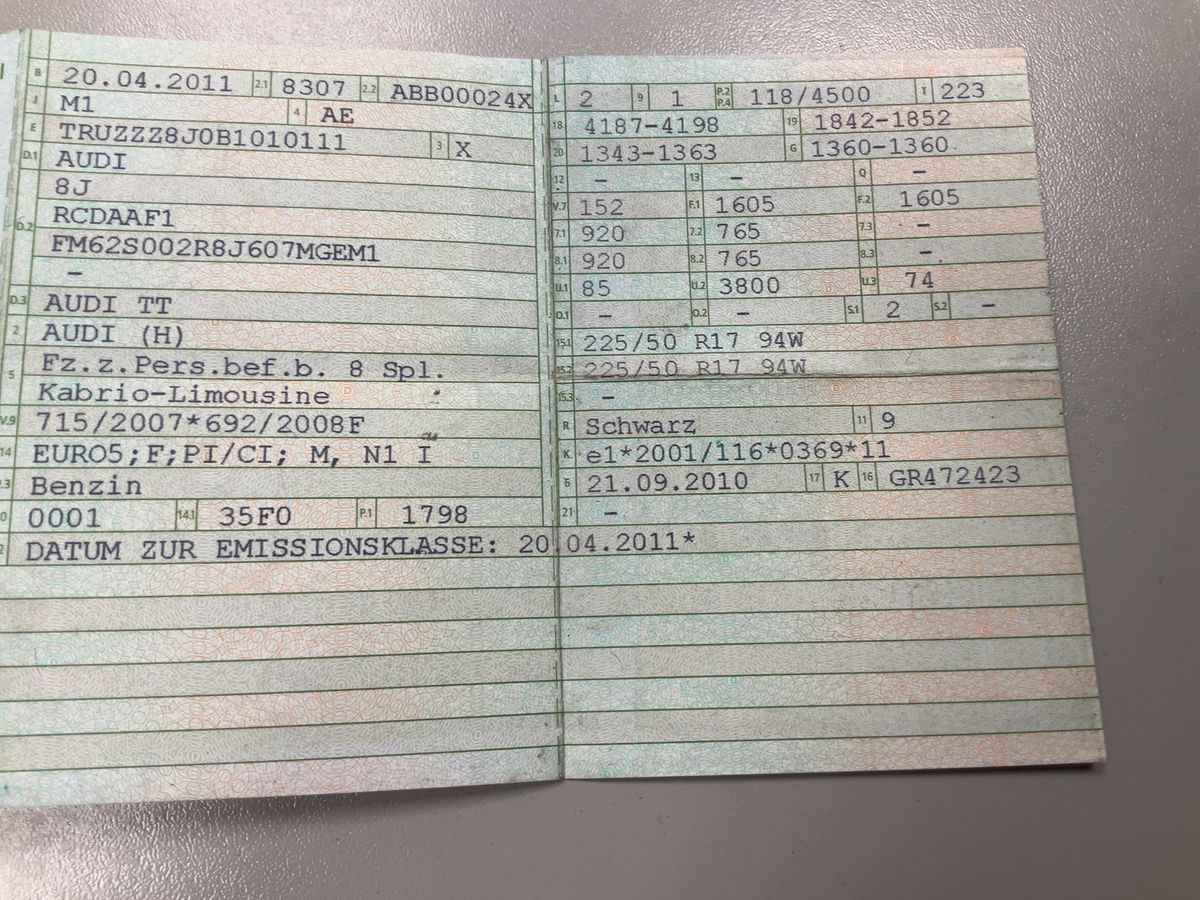 B 20.04.2011 2.1 8307 2.2 ABB00024X
J M1 4 AE
E TRUZZZ8J0B1010111 3 X
D.1 AUDI
8J
D.2 RCDAAF1
FM62S002R8J607MGEM1
–
D.3 AUDI TT
2 AUDI (H)
5 Fz.z.Pers.bef.b. 8 Spl.
Kabrio-Limousine
V.9 715/2007*692/2008F
14 EURO5;F;PI/CI; M, N1 I
P.3 Benzin
10 0001 14.1 35F0 P.1 1798
22 DATUM ZUR EMISSIONSKLASSE: 20.04.2011*
L 2 9 1 P.2 P.4 118/4500 T 223
18 4187-4198 19 1842-1852
20 1343-1363 G 1360-1360
12 – 13 – Q –
V.7 152 F.1 1605 F.2 1605
7.1 920 7.2 765 7.3 –
8.1 920 8.2 765 8.3 –
U.1 85 U.2 3800 U.3 74
O.1 – O.2 – S.1 2 S.2 –
15.1 225/50 R17 94W
15.2 225/50 R17 94W
15.3 –
R Schwarz 11 9
K e1*2001/116*0369*11
6 21.09.2010 17 K 16 GR472423
21 –